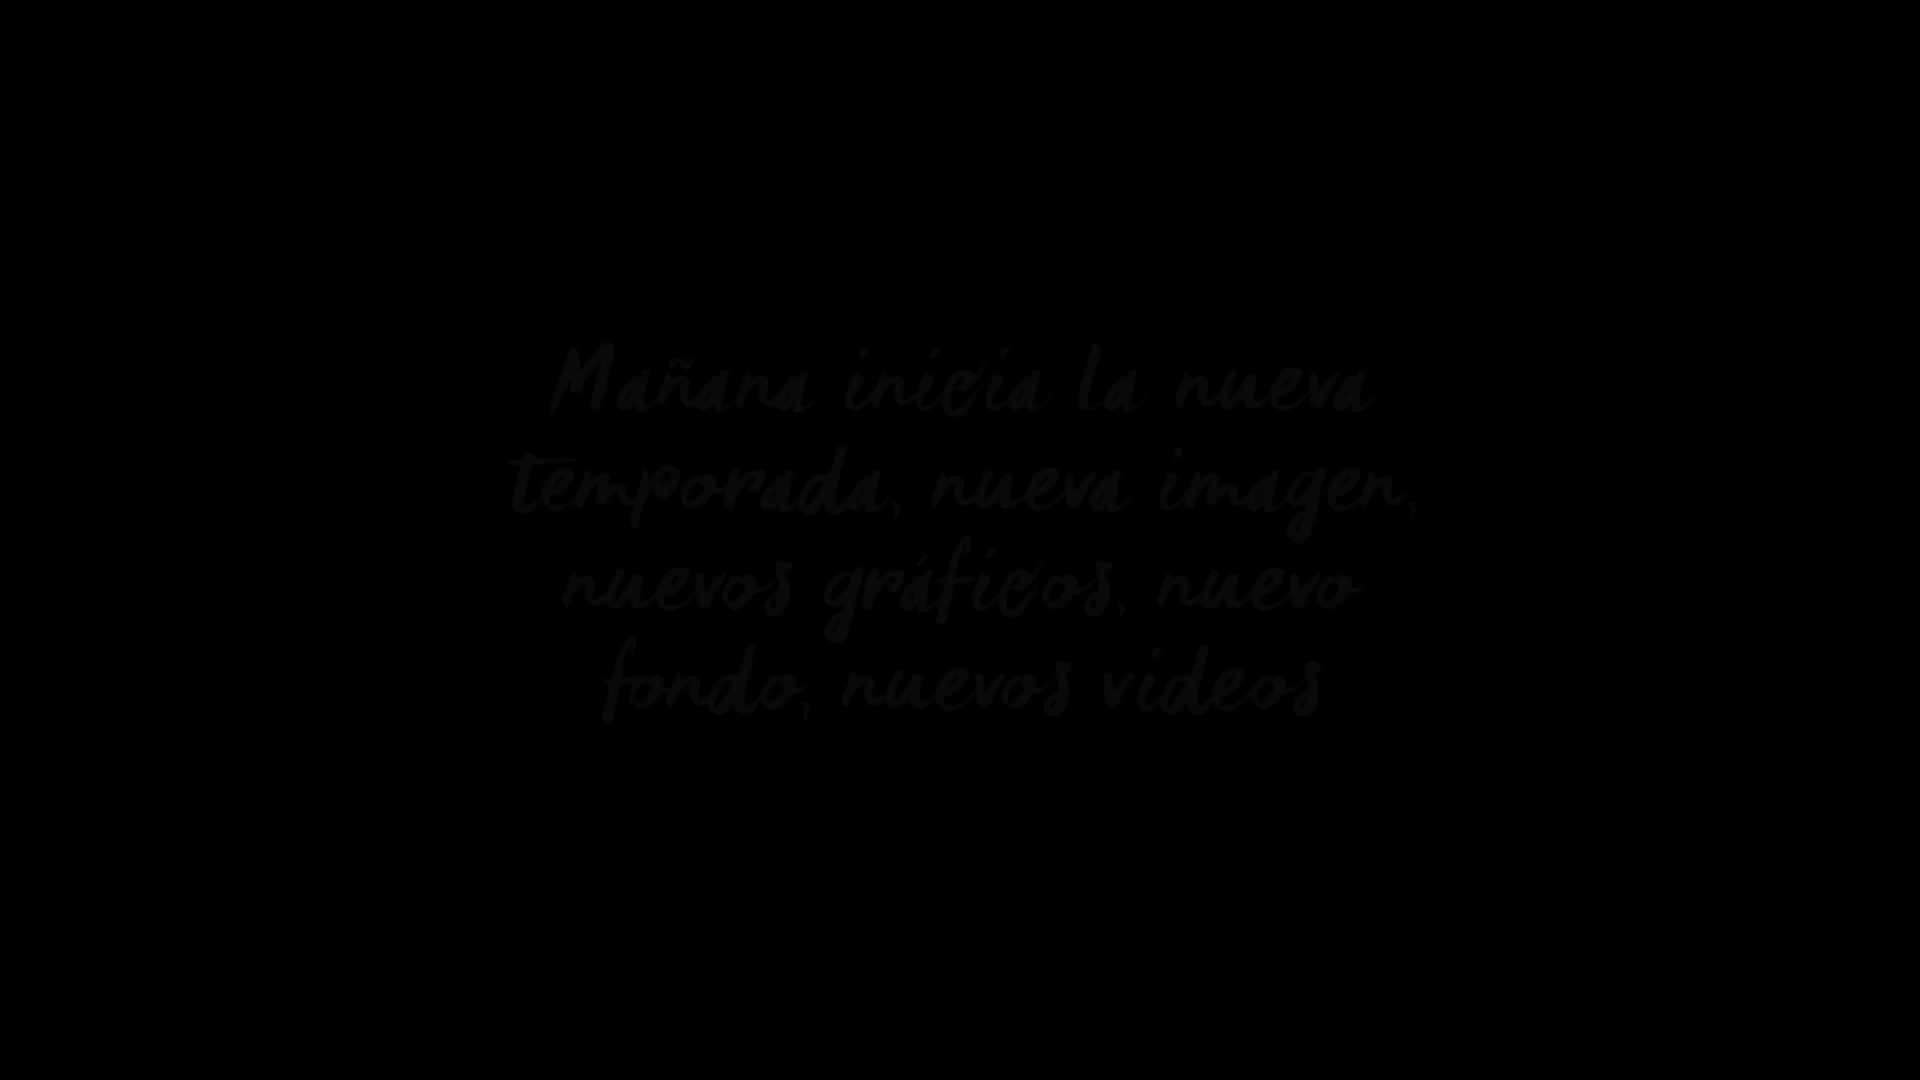 Mañana inicia la nueva
temporada, nueva imagen,
nuevos gráficos, nuevo
fondo, nuevos videos